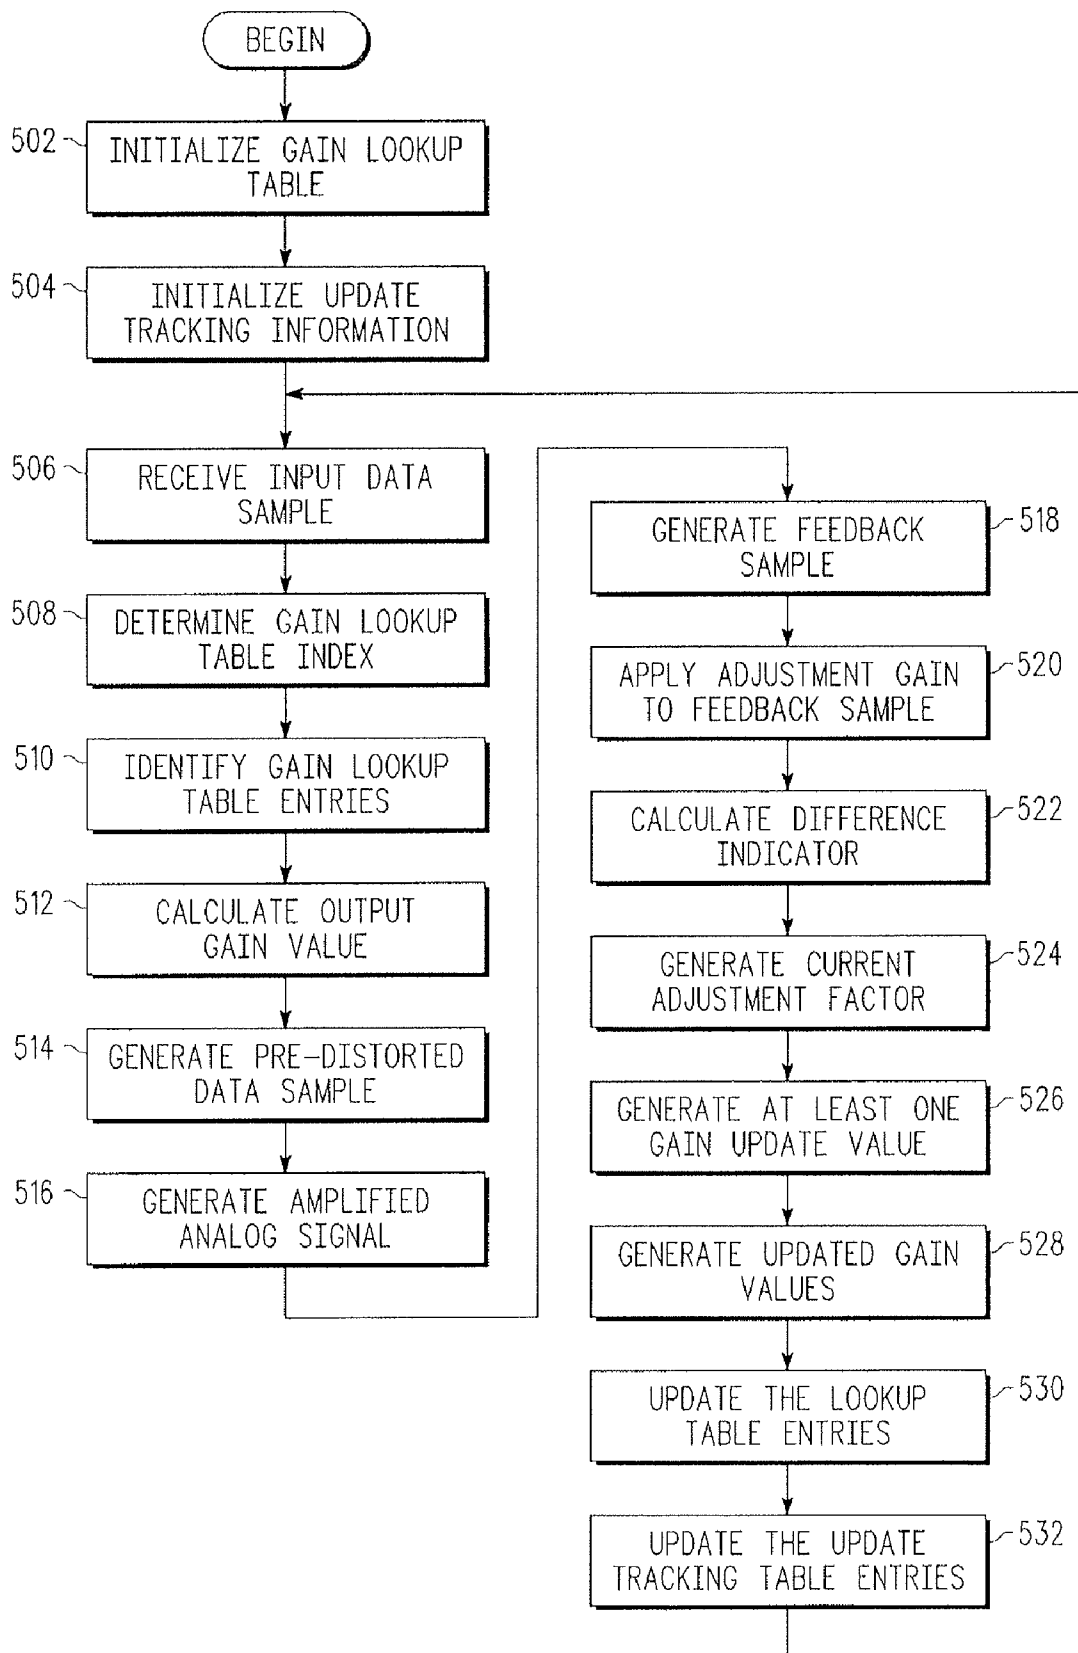 BEGIN
502
INITIALIZE GAIN LOOKUP
TABLE
504
INITIALIZE UPDATE
TRACKING INFORMATION
506
RECEIVE INPUT DATA
SAMPLE
508
DETERMINE GAIN LOOKUP
TABLE INDEX
510
IDENTIFY GAIN LOOKUP
TABLE ENTRIES
512
CALCULATE OUTPUT
GAIN VALUE
514
GENERATE PRE-DISTORTED
DATA SAMPLE
516
GENERATE AMPLIFIED
ANALOG SIGNAL
GENERATE FEEDBACK
SAMPLE
518
APPLY ADJUSTMENT GAIN
TO FEEDBACK SAMPLE
520
CALCULATE DIFFERENCE
INDICATOR
522
GENERATE CURRENT
ADJUSTMENT FACTOR
524
GENERATE AT LEAST ONE
GAIN UPDATE VALUE
526
GENERATE UPDATED GAIN
VALUES
528
UPDATE THE LOOKUP
TABLE ENTRIES
530
UPDATE THE UPDATE
TRACKING TABLE ENTRIES
532